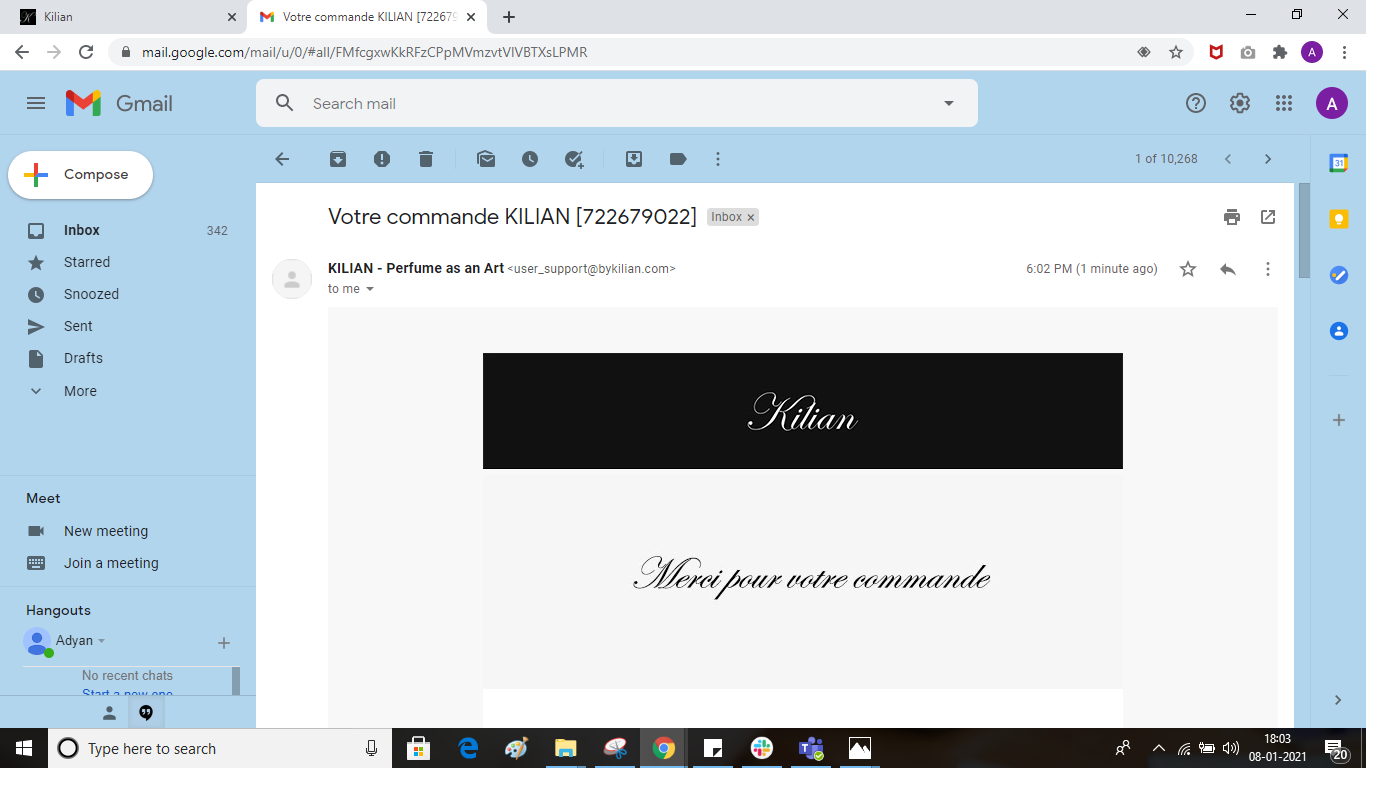 Kilian
Votre commande KILIAN [72267
mail.google.com/mail/u/0/#all/FMfcgxwKkRFzCPpMVmzvtVlVBTXsLPMR
A
Gmail
Search mail
A
Compose
1 of 10,268
31
Votre commande KILIAN [722679022]
Inbox
Inbox
342
Starred
KILIAN - Perfume as an Art <user_support@bykilian.com>
6:02 PM (1 minute ago)
to me
Snoozed
Sent
Drafts
More
Kilian
Meet
New meeting
Join a meeting
Merci pour votre commande
Hangouts
Adyan
No recent chats
Start a new one
Type here to search
18:03
08-01-2021
20